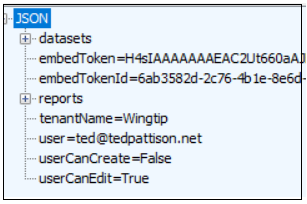 JSON
datasets
embedToken=H4sIAAAAAAAEAC2Ut660aAJ
embedTokenId=6ab3582d-2c76-4b1e-8e6d-
reports
tenantName=Wingtip
user=ted@tedpattison.net
userCanCreate=False
userCanEdit=True